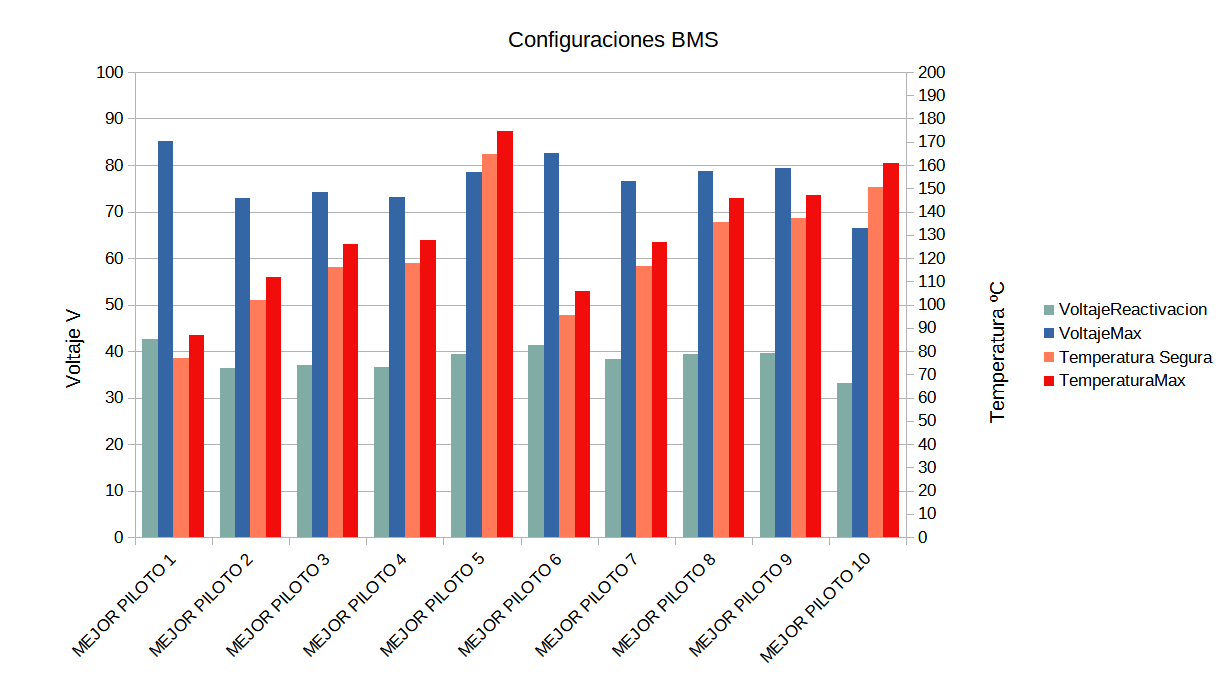 Configuraciones BMS
Voltaje V
100
90
80
70
60
50
40
30
20
10
0
200
190
180
170
160
150
140
130
120
110
100
90
80
70
60
50
40
30
20
10
0
Temperatura ºC
VoltajeReactivacion
VoltajeMax
Temperatura Segura
TemperaturaMax
MEJOR PILOTO 1
MEJOR PILOTO 2
MEJOR PILOTO 3
MEJOR PILOTO 4
MEJOR PILOTO 5
MEJOR PILOTO 6
MEJOR PILOTO 7
MEJOR PILOTO 8
MEJOR PILOTO 9
MEJOR PILOTO 10